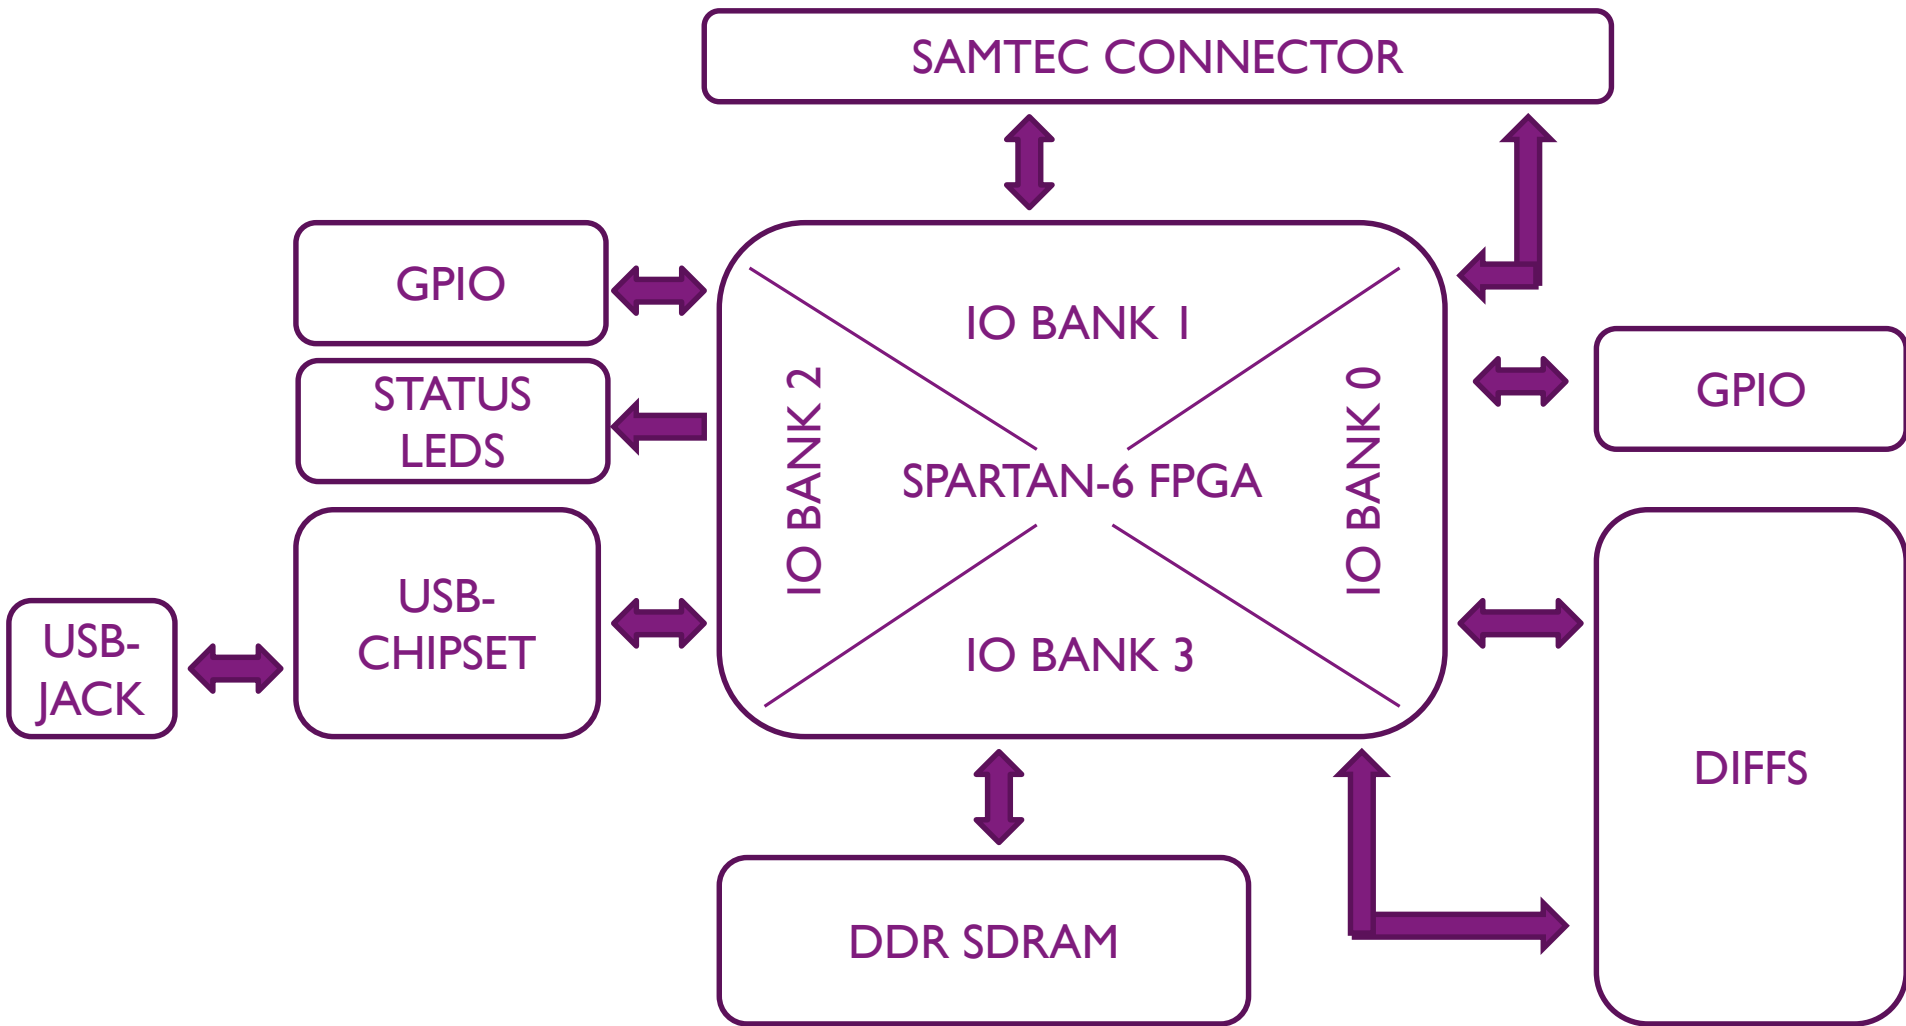 SAMTEC CONNECTOR
GPIO
IO BANK 1
STATUS
LEDS
IO BANK 2
SPARTAN-6 FPGA
IO BANK 0
GPIO
USB-
CHIPSET
USB-
JACK
IO BANK 3
DIFFS
DDR SDRAM